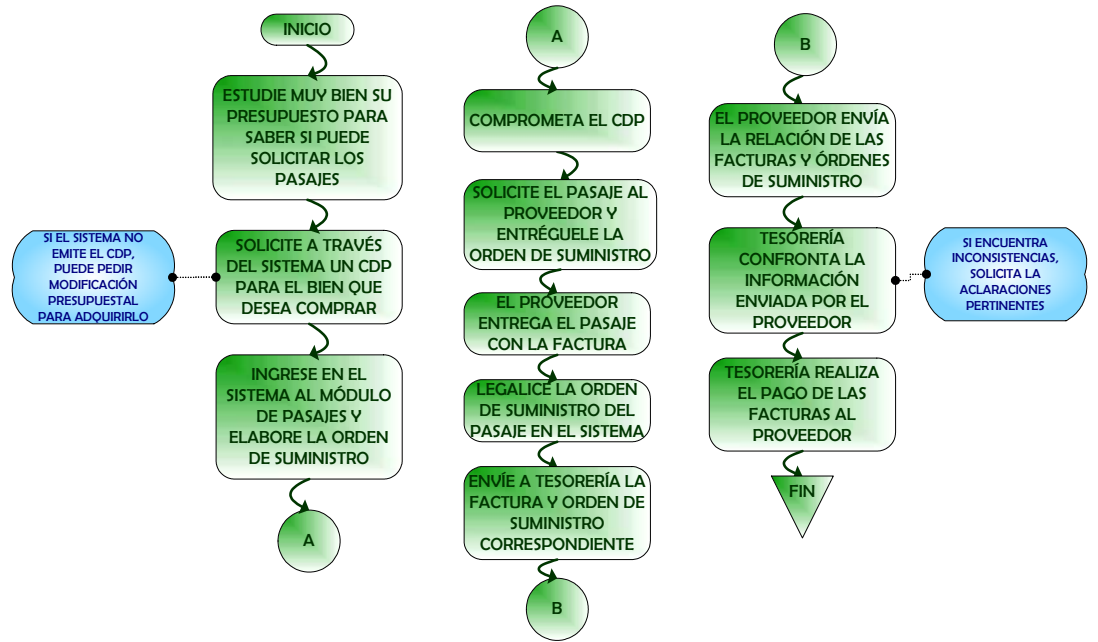 INICIO
ESTUDIE MUY BIEN SU
PRESUPUESTO PARA
SABER SI PUEDE
SOLICITAR LOS
PASAJES
SI EL SISTEMA NO
EMITE EL CDP,
PUEDE PEDIR
MODIFICACIÓN
PRESUPUESTAL
PARA ADQUIRIRLO
SOLICITE A TRAVÉS
DEL SISTEMA UN CDP
PARA EL BIEN QUE
DESEA COMPRAR
INGRESE EN EL
SISTEMA AL MÓDULO
DE PASAJES Y
ELABORE LA ORDEN
DE SUMINISTRO
A
A
COMPROMETA EL CDP
SOLICITE EL PASAJE AL
PROVEEDOR Y
ENTRÉGUELE LA
ORDEN DE SUMINISTRO
EL PROVEEDOR
ENTREGA EL PASAJE
CON LA FACTURA
LEGALICE LA ORDEN
DE SUMINISTRO DEL
PASAJE EN EL SISTEMA
ENVÍE A TESORERÍA LA
FACTURA Y ORDEN DE
SUMINISTRO
CORRESPONDIENTE
B
B
EL PROVEEDOR ENVÍA
LA RELACIÓN DE LAS
FACTURAS Y ÓRDENES
DE SUMINISTRO
TESORERÍA
CONFRONTA LA
INFORMACIÓN
ENVIADA POR EL
PROVEEDOR
SI ENCUENTRA
INCONSISTENCIAS,
SOLICITA LA
ACLARACIONES
PERTINENTES
TESORERÍA REALIZA
EL PAGO DE LAS
FACTURAS AL
PROVEEDOR
FIN